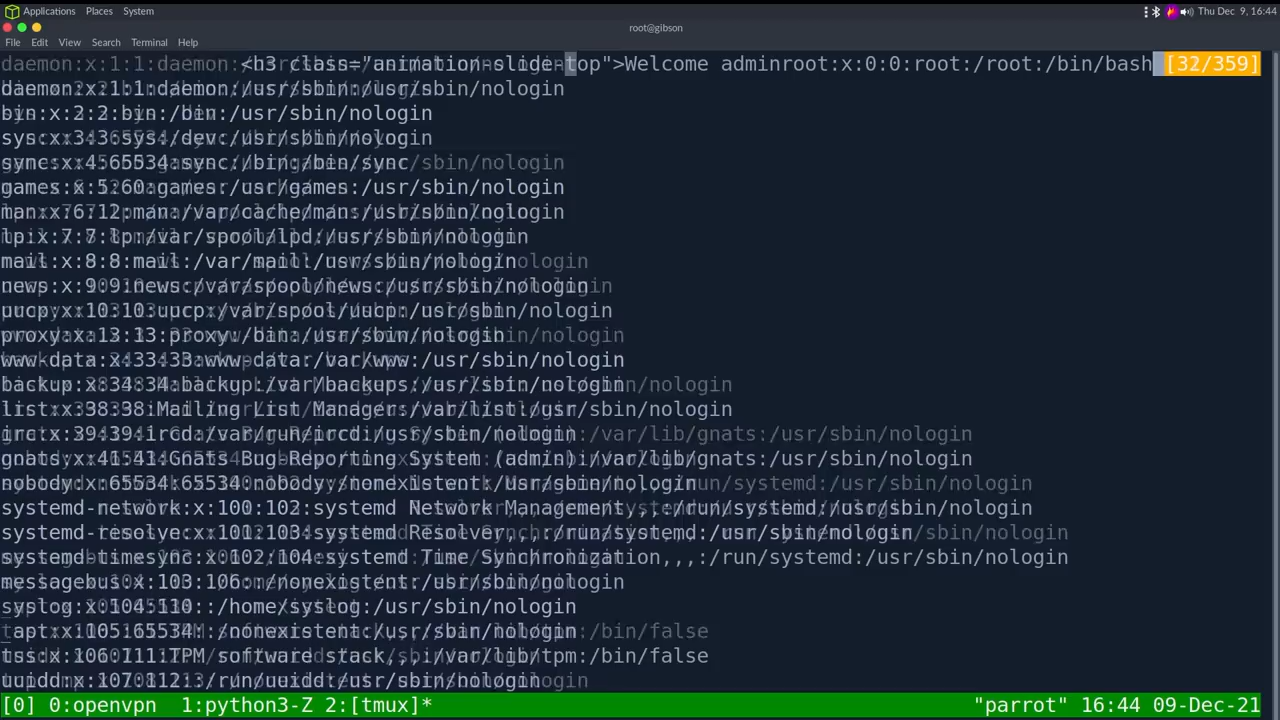 Applications Places System
Thu Dec 9, 16:44
root@gibson
File Edit View Search Terminal Help
<h3 class="animation-slide-top">Welcome adminroot:x:0:0:root:/root:/bin/bash [32/359]
daemon:x:1:1:daemon:/usr/sbin:/usr/sbin/nologin
bin:x:2:2:bin:/bin:/usr/sbin/nologin
sys:x:3:3:sys:/dev:/usr/sbin/nologin
sync:x:4:65534:sync:/bin:/bin/sync
games:x:5:60:games:/usr/games:/usr/sbin/nologin
man:x:6:12:man:/var/cache/man:/usr/sbin/nologin
lp:x:7:7:lp:/var/spool/lpd:/usr/sbin/nologin
mail:x:8:8:mail:/var/mail:/usr/sbin/nologin
news:x:9:9:news:/var/spool/news:/usr/sbin/nologin
uucp:x:10:10:uucp:/var/spool/uucp:/usr/sbin/nologin
proxy:x:13:13:proxy:/bin:/usr/sbin/nologin
www-data:x:33:33:www-data:/var/www:/usr/sbin/nologin
backup:x:34:34:backup:/var/backups:/usr/sbin/nologin
list:x:38:38:Mailing List Manager:/var/list:/usr/sbin/nologin
irc:x:39:39:ircd:/var/run/ircd:/usr/sbin/nologin
gnats:x:41:41:Gnats Bug-Reporting System (admin):/var/lib/gnats:/usr/sbin/nologin
nobody:x:65534:65534:nobody:/nonexistent:/usr/sbin/nologin
systemd-network:x:100:102:systemd Network Management,,,:/run/systemd:/usr/sbin/nologin
systemd-resolve:x:101:103:systemd Resolver,,,:/run/systemd:/usr/sbin/nologin
systemd-timesync:x:102:104:systemd Time Synchronization,,,:/run/systemd:/usr/sbin/nologin
messagebus:x:103:106::/nonexistent:/usr/sbin/nologin
syslog:x:104:110::/home/syslog:/usr/sbin/nologin
_apt:x:105:65534::/nonexistent:/usr/sbin/nologin
tss:x:106:111:TPM software stack,,,:/var/lib/tpm:/bin/false
uuidd:x:107:112::/run/uuidd:/usr/sbin/nologin
[0] 0:openvpn 1:python3-Z 2:[tmux]* "parrot" 16:44 09-Dec-21